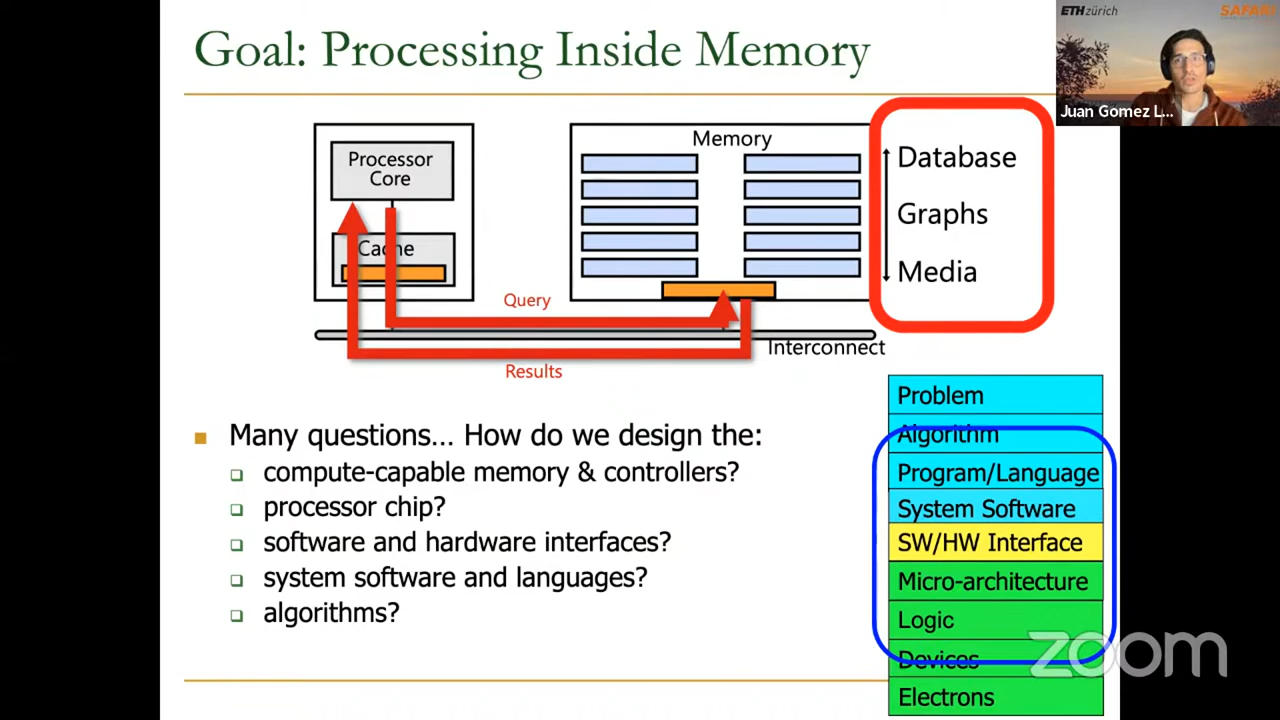 Goal: Processing Inside Memory
ETH zürich
SAFARI
Juan Gomez L...
Processor
Core
Cache
Memory
Database
Graphs
Media
Query
Interconnect
Results
Many questions... How do we design the:
compute-capable memory & controllers?
processor chip?
software and hardware interfaces?
system software and languages?
algorithms?
Problem
Algorithm
Program/Language
System Software
SW/HW Interface
Micro-architecture
Logic
Devices
Electrons
zoom